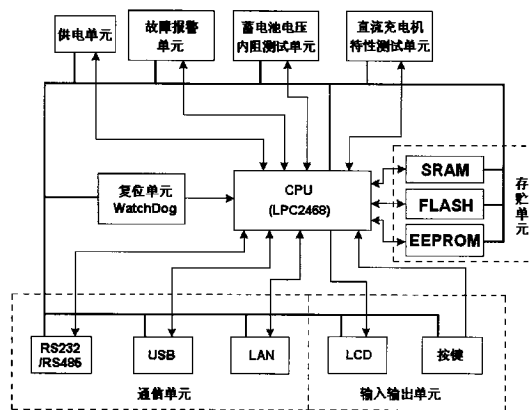 供电单元
故障报警
单元
蓄电池电压
内阻测试单元
直流充电机
特性测试单元
复位单元
WatchDog
CPU
(LPC2468)
SRAM
FLASH
EEPROM
存贮单元
RS232
/RS485
USB
LAN
LCD
按键
通信单元
输入输出单元